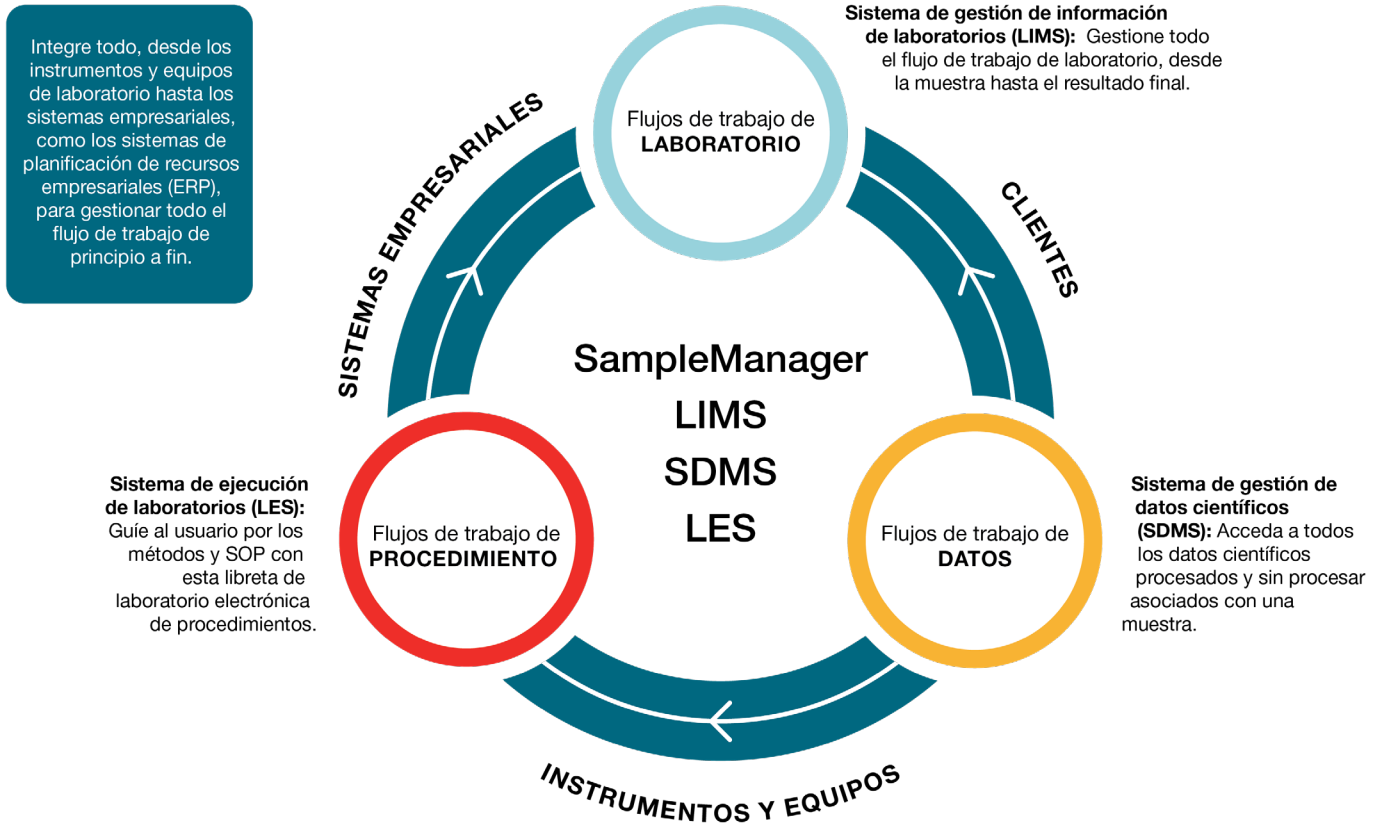 Integre todo, desde los
instrumentos y equipos
de laboratorio hasta los
sistemas empresariales,
como los sistemas de
planificación de recursos
empresariales (ERP),
para gestionar todo el
flujo de trabajo de
principio a fin.
Sistema de gestión de información
de laboratorios (LIMS): Gestione todo
el flujo de trabajo de laboratorio, desde
la muestra hasta el resultado final.
Flujos de trabajo de
LABORATORIO
SISTEMAS EMPRESARIALES
CLIENTES
SampleManager
LIMS
SDMS
LES
Sistema de ejecución
de laboratorios (LES):
Guíe al usuario por los
métodos y SOP con
esta libreta de
laboratorio electrónica
de procedimientos.
Flujos de trabajo de
PROCEDIMIENTO
Flujos de trabajo de
DATOS
Sistema de gestión de
datos científicos
(SDMS): Acceda a todos
los datos científicos
procesados y sin procesar
asociados con una
muestra.
INSTRUMENTOS Y EQUIPOS